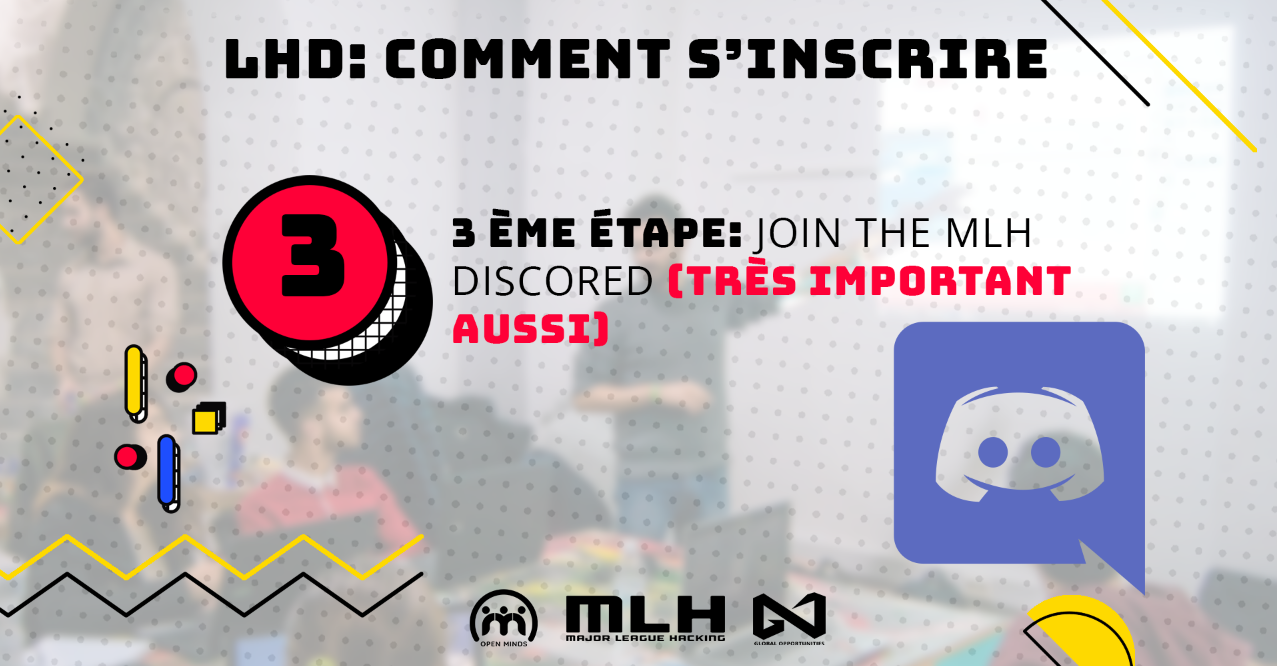 LHD: COMMENT S'INSCRIRE
3
3 ÈME ÉTAPE: JOIN THE MLH
DISCORED (TRÈS IMPORTANT
AUSSI)
OPEN MINDS
MLH
MAJOR LEAGUE HACKING
GLOBAL OPPORTUNITIES